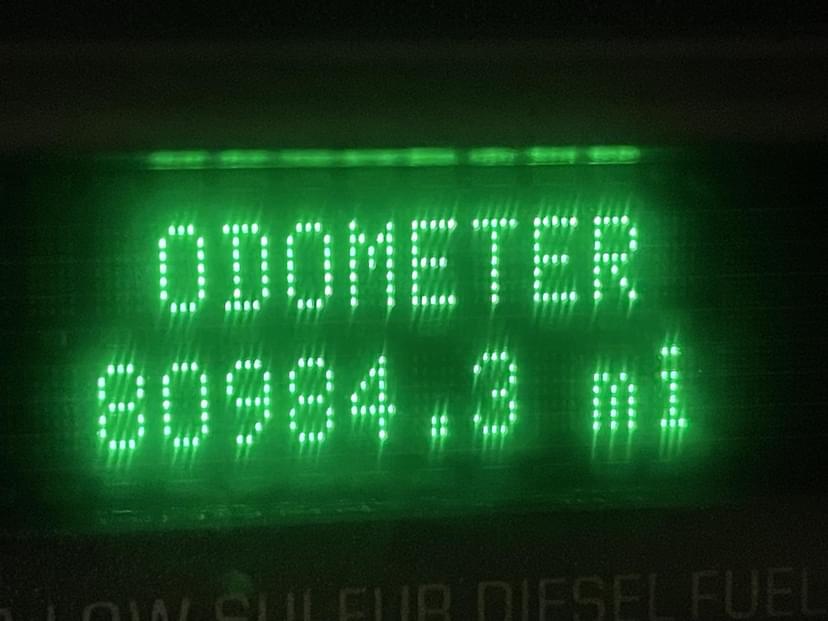 ODOMETER
80984.3 mi
LOW SULFUR DIESEL FUEL